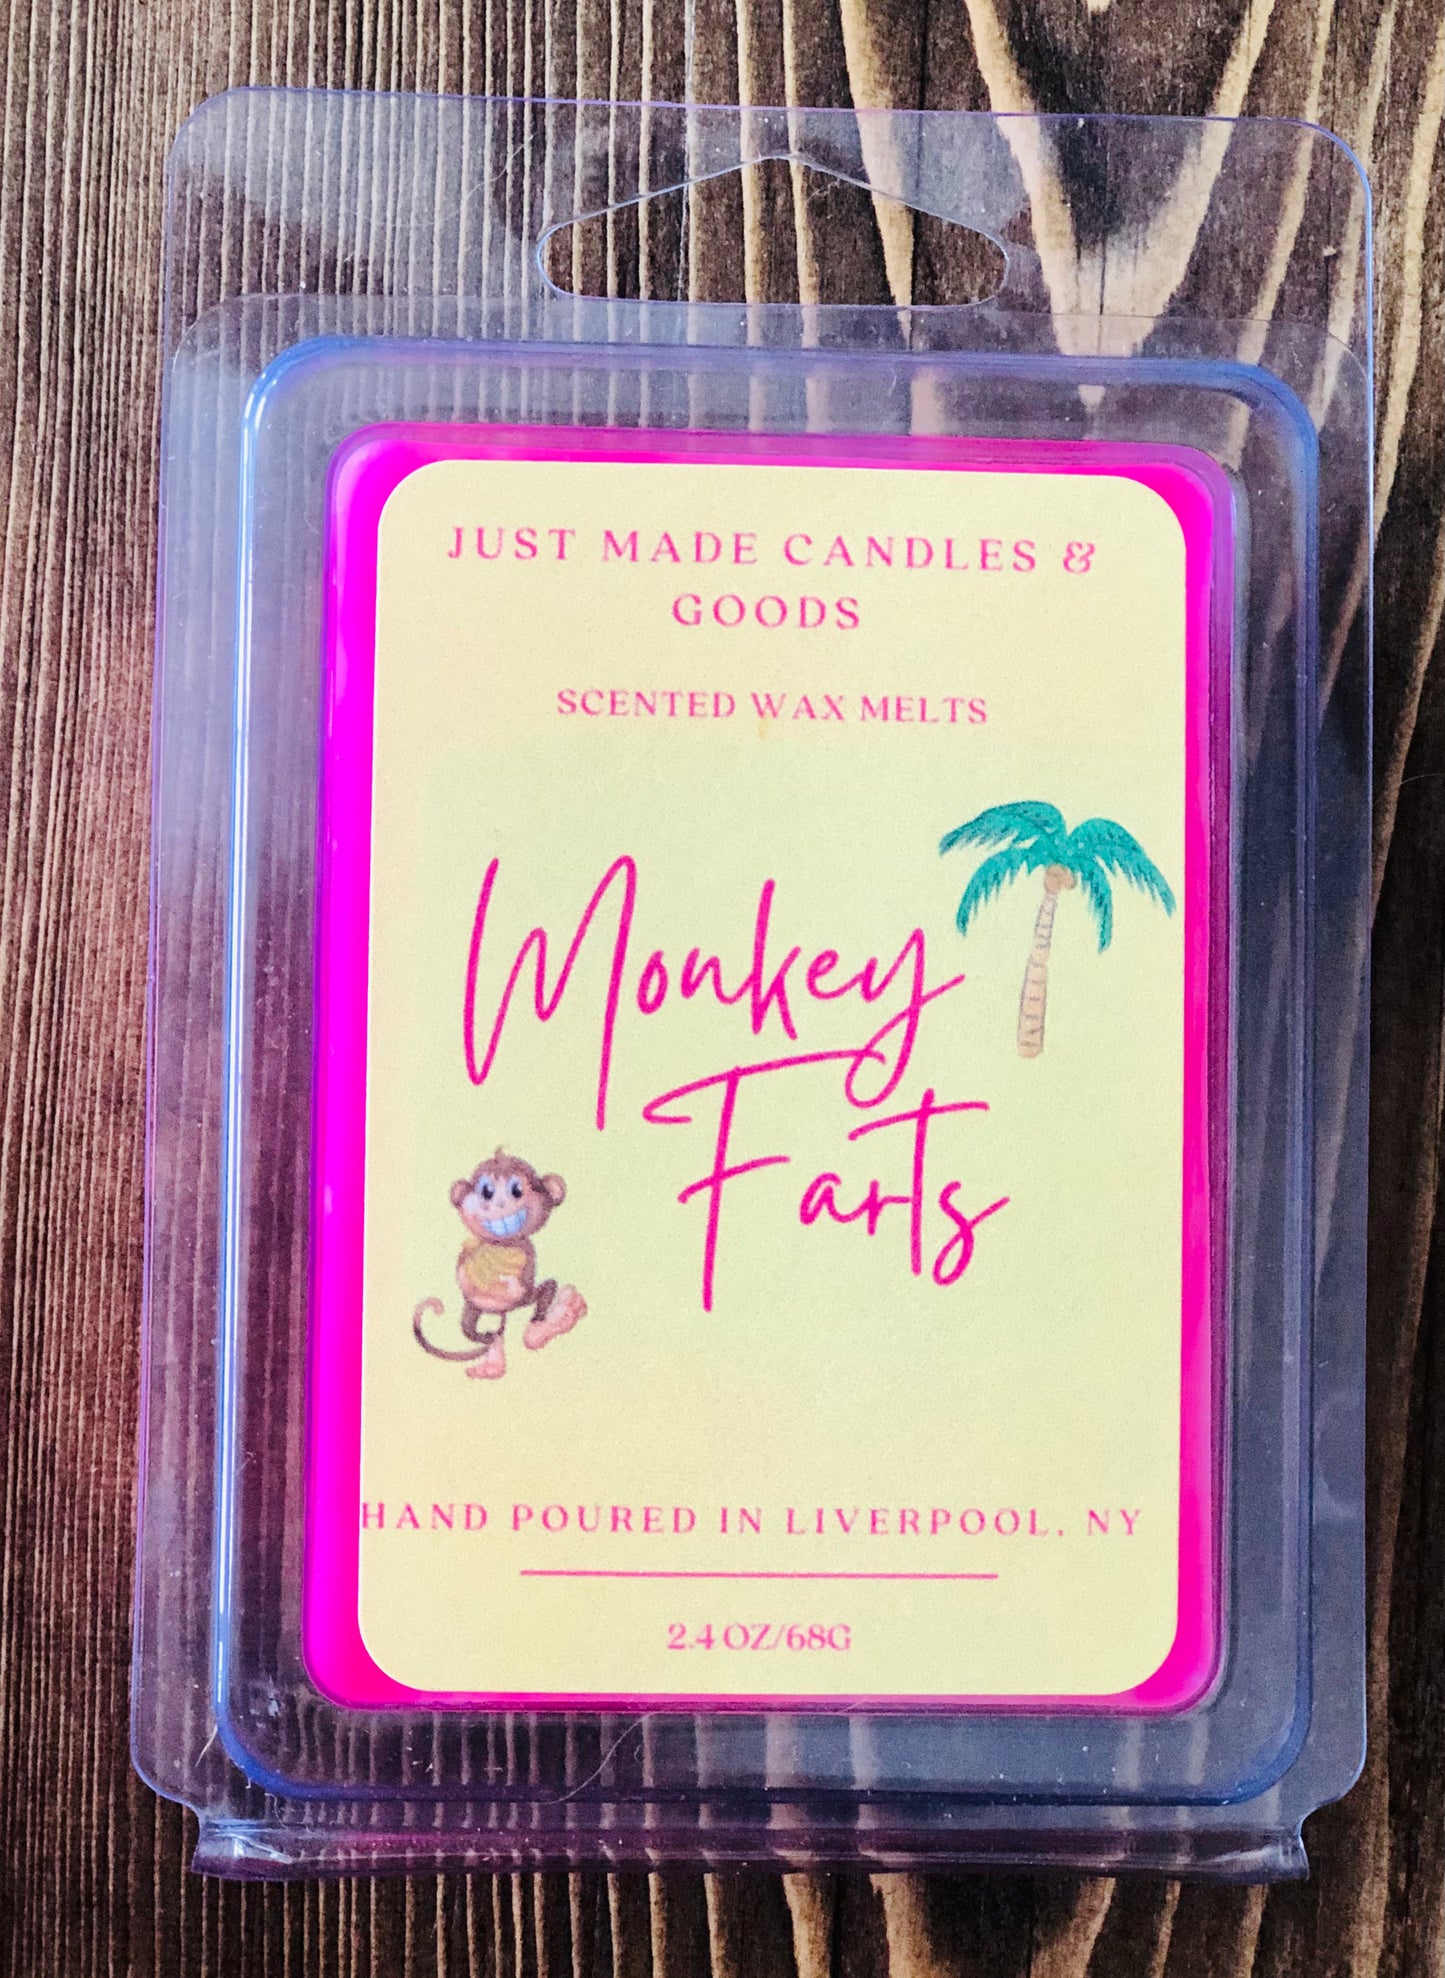 JUST MADE CANDLES &
GOODS
SCENTED WAX MELTS
Monkey
Farts
HAND POURED IN LIVERPOOL, NY
2.4 OZ/68G